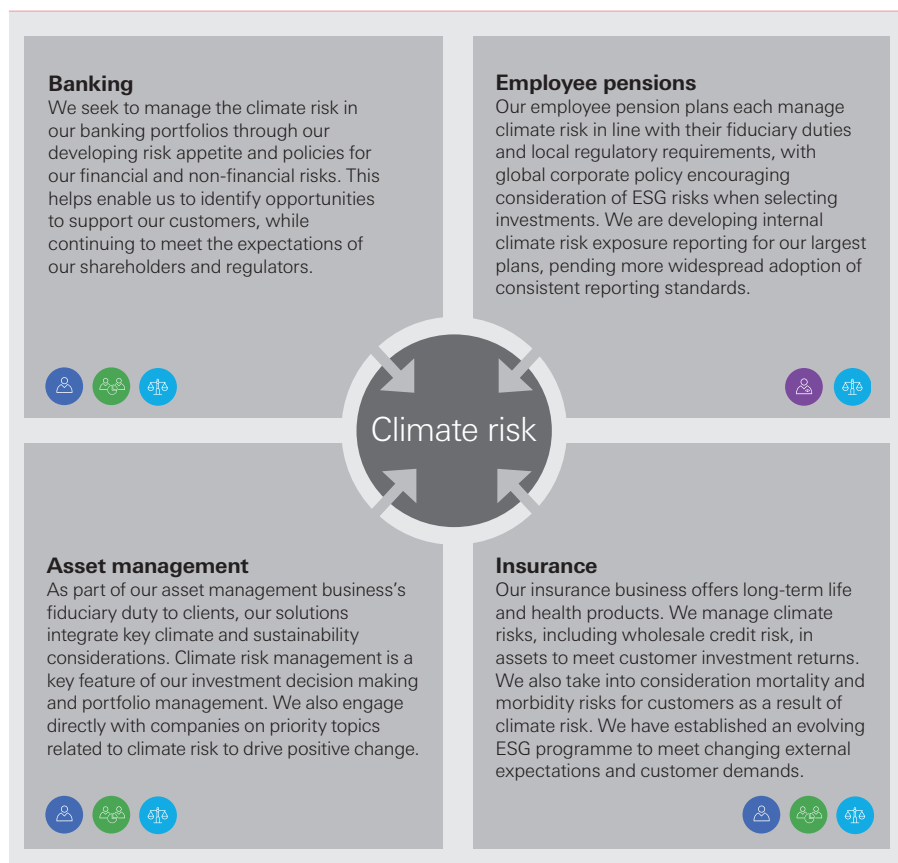 Banking
We seek to manage the climate risk in
our banking portfolios through our
developing risk appetite and policies for
our financial and non-financial risks. This
helps enable us to identify opportunities
to support our customers, while
continuing to meet the expectations of
our shareholders and regulators.
Employee pensions
Our employee pension plans each manage
climate risk in line with their fiduciary duties
and local regulatory requirements, with
global corporate policy encouraging
consideration of ESG risks when selecting
investments. We are developing internal
climate risk exposure reporting for our largest
plans, pending more widespread adoption of
consistent reporting standards.
Climate risk
Asset management
As part of our asset management business’s
fiduciary duty to clients, our solutions
integrate key climate and sustainability
considerations. Climate risk management is a
key feature of our investment decision making
and portfolio management. We also engage
directly with companies on priority topics
related to climate risk to drive positive change.
Insurance
Our insurance business offers long-term life
and health products. We manage climate
risks, including wholesale credit risk, in
assets to meet customer investment returns.
We also take into consideration mortality and
morbidity risks for customers as a result of
climate risk. We have established an evolving
ESG programme to meet changing external
expectations and customer demands.